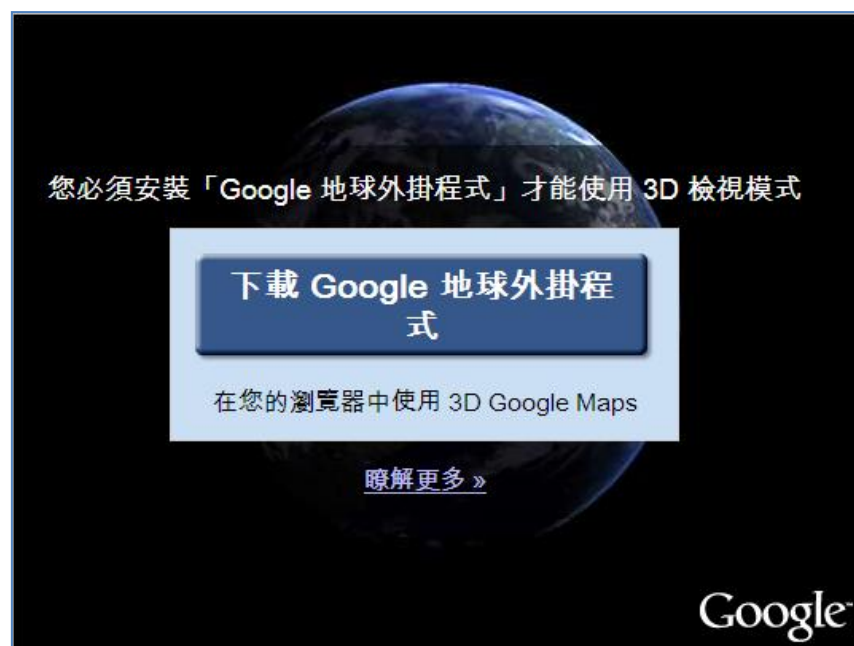 您必須安裝「Google 地球外掛程式」才能使用 3D 檢視模式
下載 Google 地球外掛程
式
在您的瀏覽器中使用 3D Google Maps
瞭解更多 »
Google